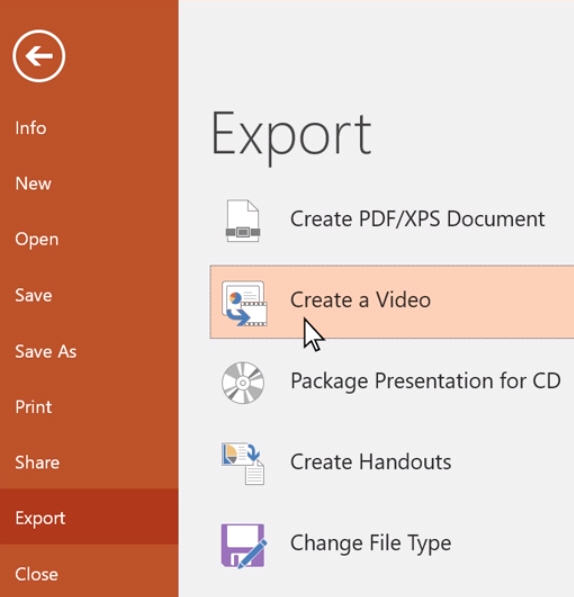 Info
New
Open
Save
Save As
Print
Share
Export
Close
Export
Create PDF/XPS Document
Create a Video
Package Presentation for CD
Create Handouts
Change File Type